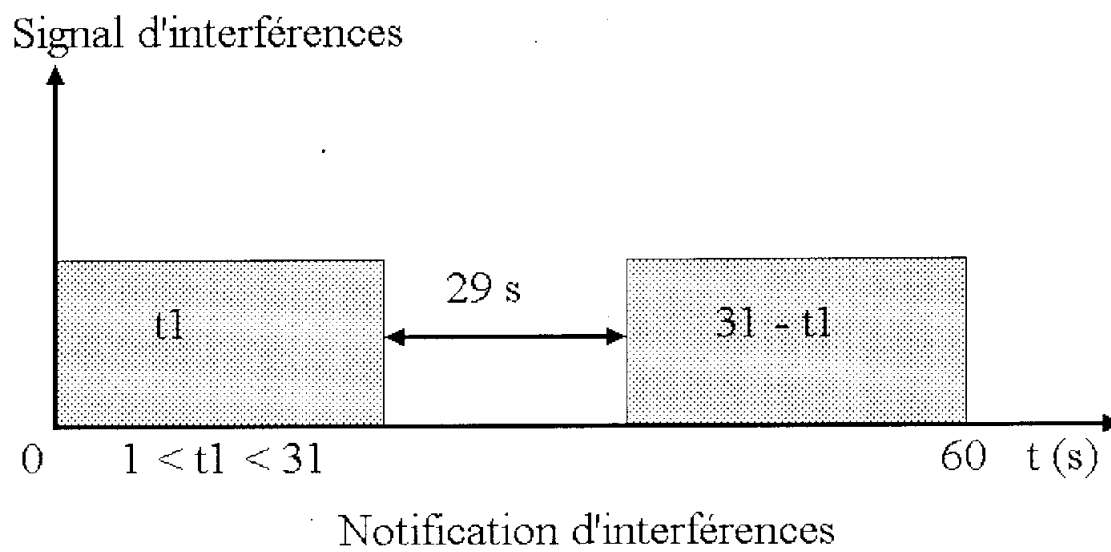 Signal d'interférences
29 s
t1
31 - t1
0
1 < t1 < 31
60
t (s)
Notification d'interférences